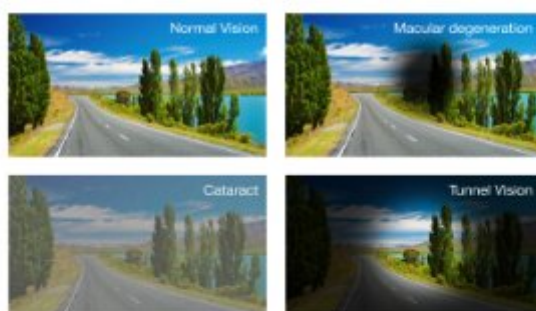 Normal Vision
Macular degeneration
Cataract
Tunnel Vision